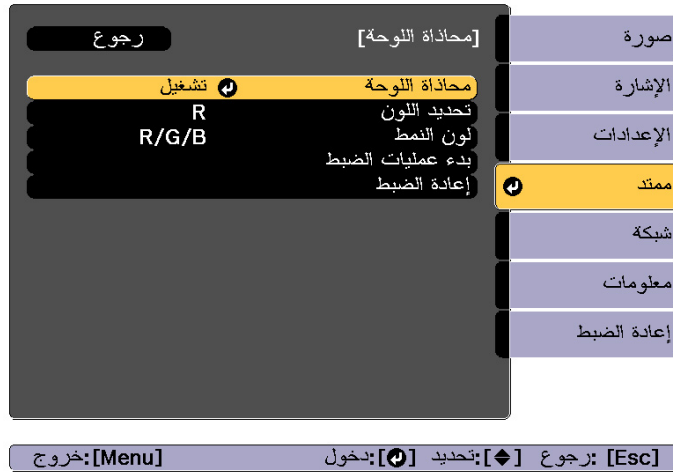 [محاذاة اللوحة] رجوع
محاذاة اللوحة تشغيل
تحديد اللون R
لون النمط R/G/B
بدء عمليات الضبط
إعادة الضبط
صورة
الإشارة
الإعدادات
ممتد
شبكة
معلومات
إعادة الضبط
[Esc] :رجوع [◆]:تحديد [↵]:دخول [Menu]:خروج